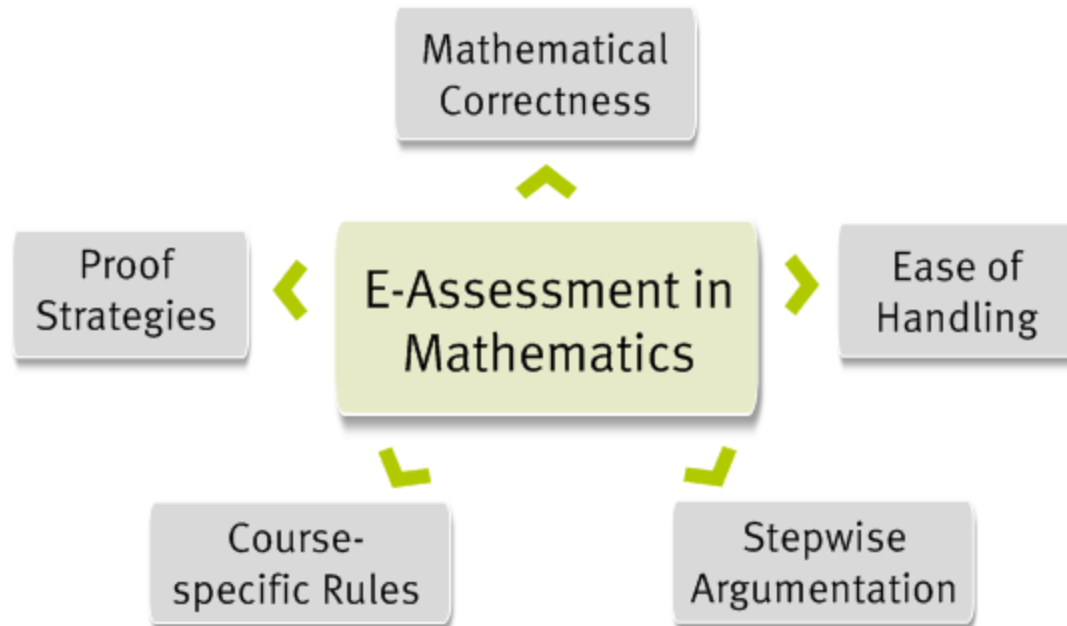 Mathematical
Correctness
Proof
Strategies
E-Assessment in
Mathematics
Ease of
Handling
Course-
specific Rules
Stepwise
Argumentation